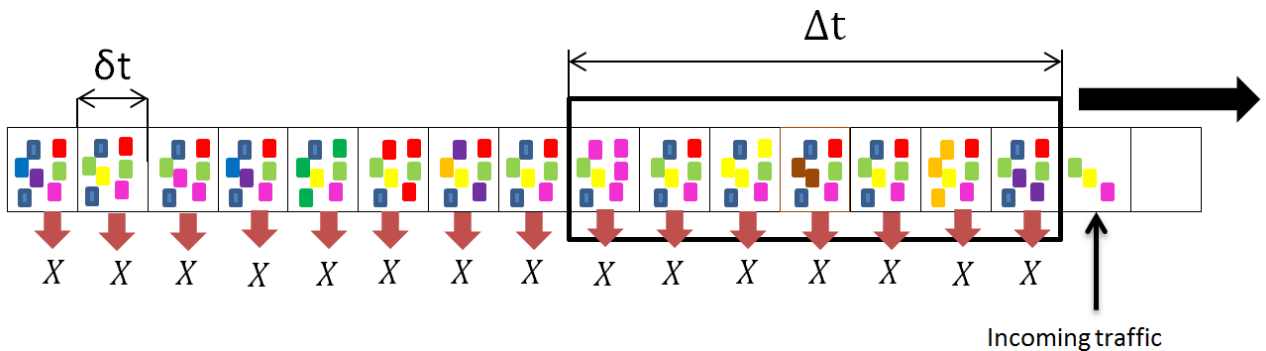 Δt
δt
X X X X X X X X X X X X X X X
Incoming traffic